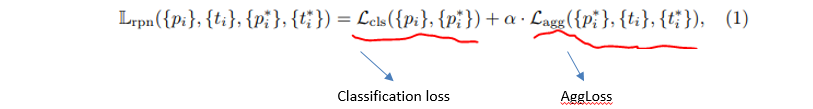 𝕃rpn({pᵢ}, {tᵢ}, {pᵢ*}, {tᵢ*}) = ℒcls({pᵢ}, {pᵢ*}) + α · ℒagg({pᵢ*}, {tᵢ}, {tᵢ*}), (1)
Classification loss AggLoss